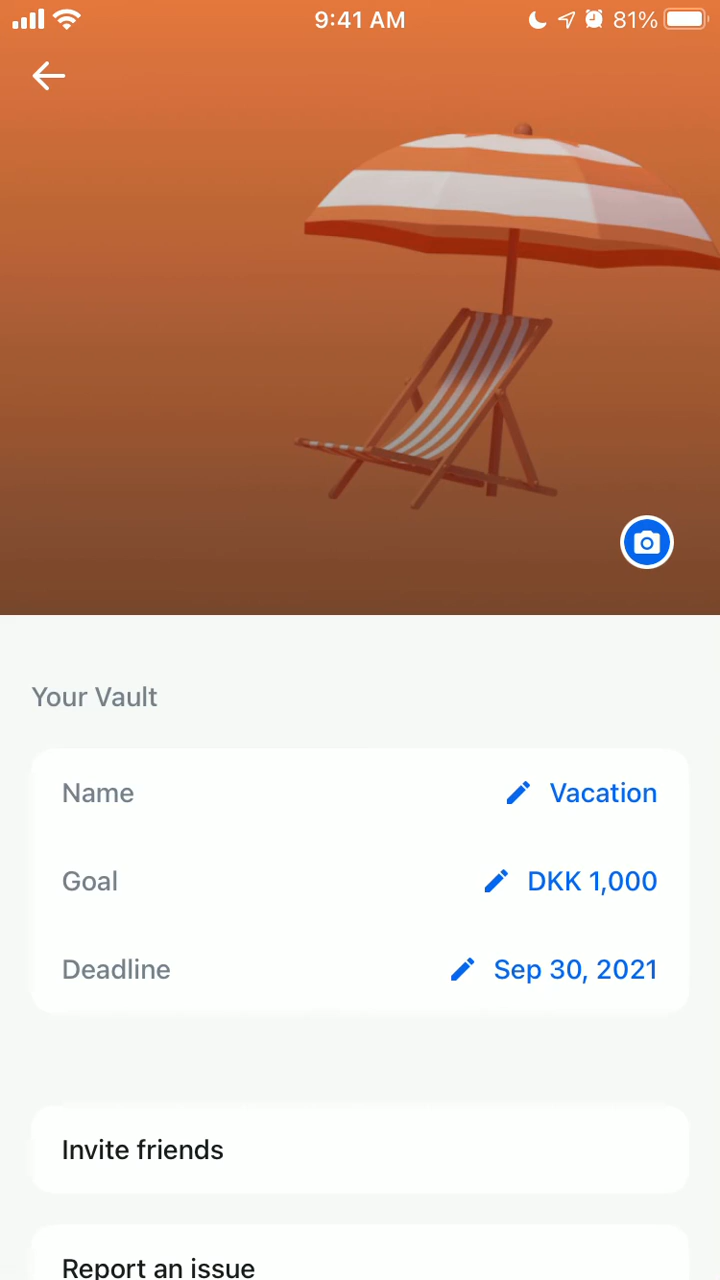 9:41 AM 81%
Your Vault
Name Vacation
Goal DKK 1,000
Deadline Sep 30, 2021
Invite friends
Report an issue